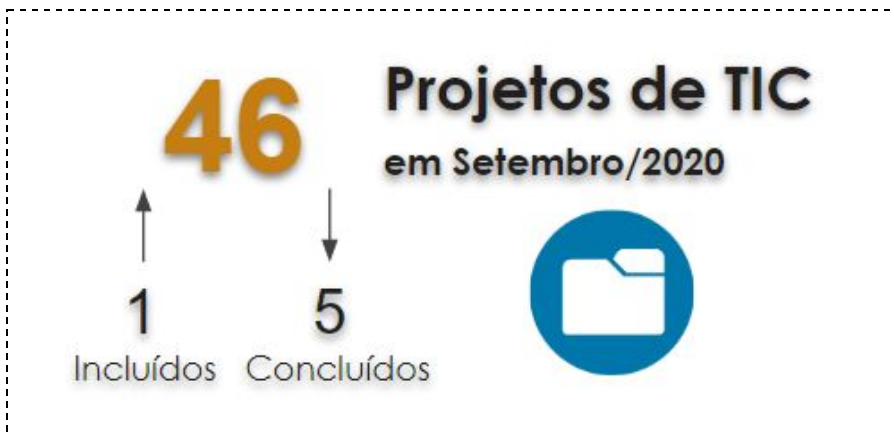 46
Projetos de TIC
em Setembro/2020
1
Incluídos
5
Concluídos